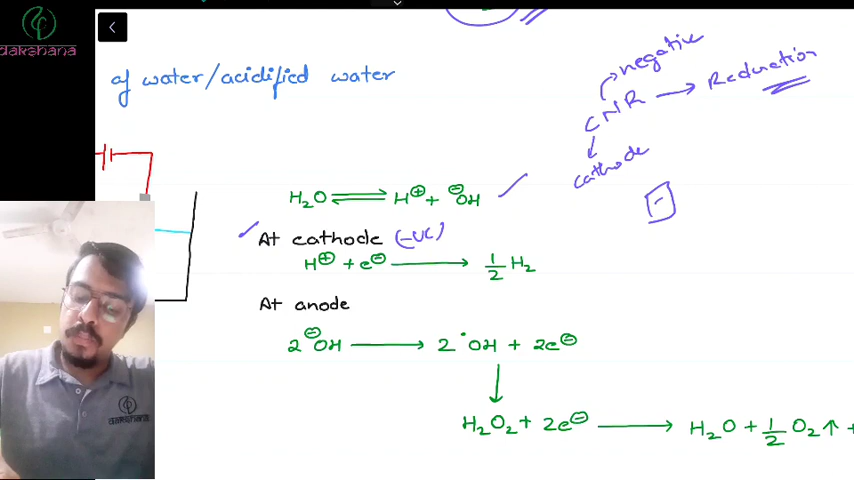 dakshana
of water/acidified water
negative
CNR → Reduction
cathode
[-]
H₂O ⇌ H⊕ + ⊖OH
At cathode (-ve)
H⊕ + e⊖ → 1/2 H₂
At anode
2 ⊖OH → 2 •OH + 2e⊖
H₂O₂ + 2e⊖ → H₂O + 1/2 O₂↑ +
dakshana